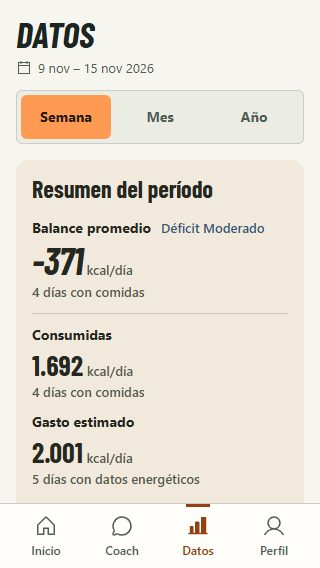 DATOS
9 nov – 15 nov 2026
Semana Mes Año
Resumen del período
Balance promedio Déficit Moderado
-371 kcal/día
4 días con comidas
Consumidas
1.692 kcal/día
4 días con comidas
Gasto estimado
2.001 kcal/día
5 días con datos energéticos
Inicio Coach Datos Perfil